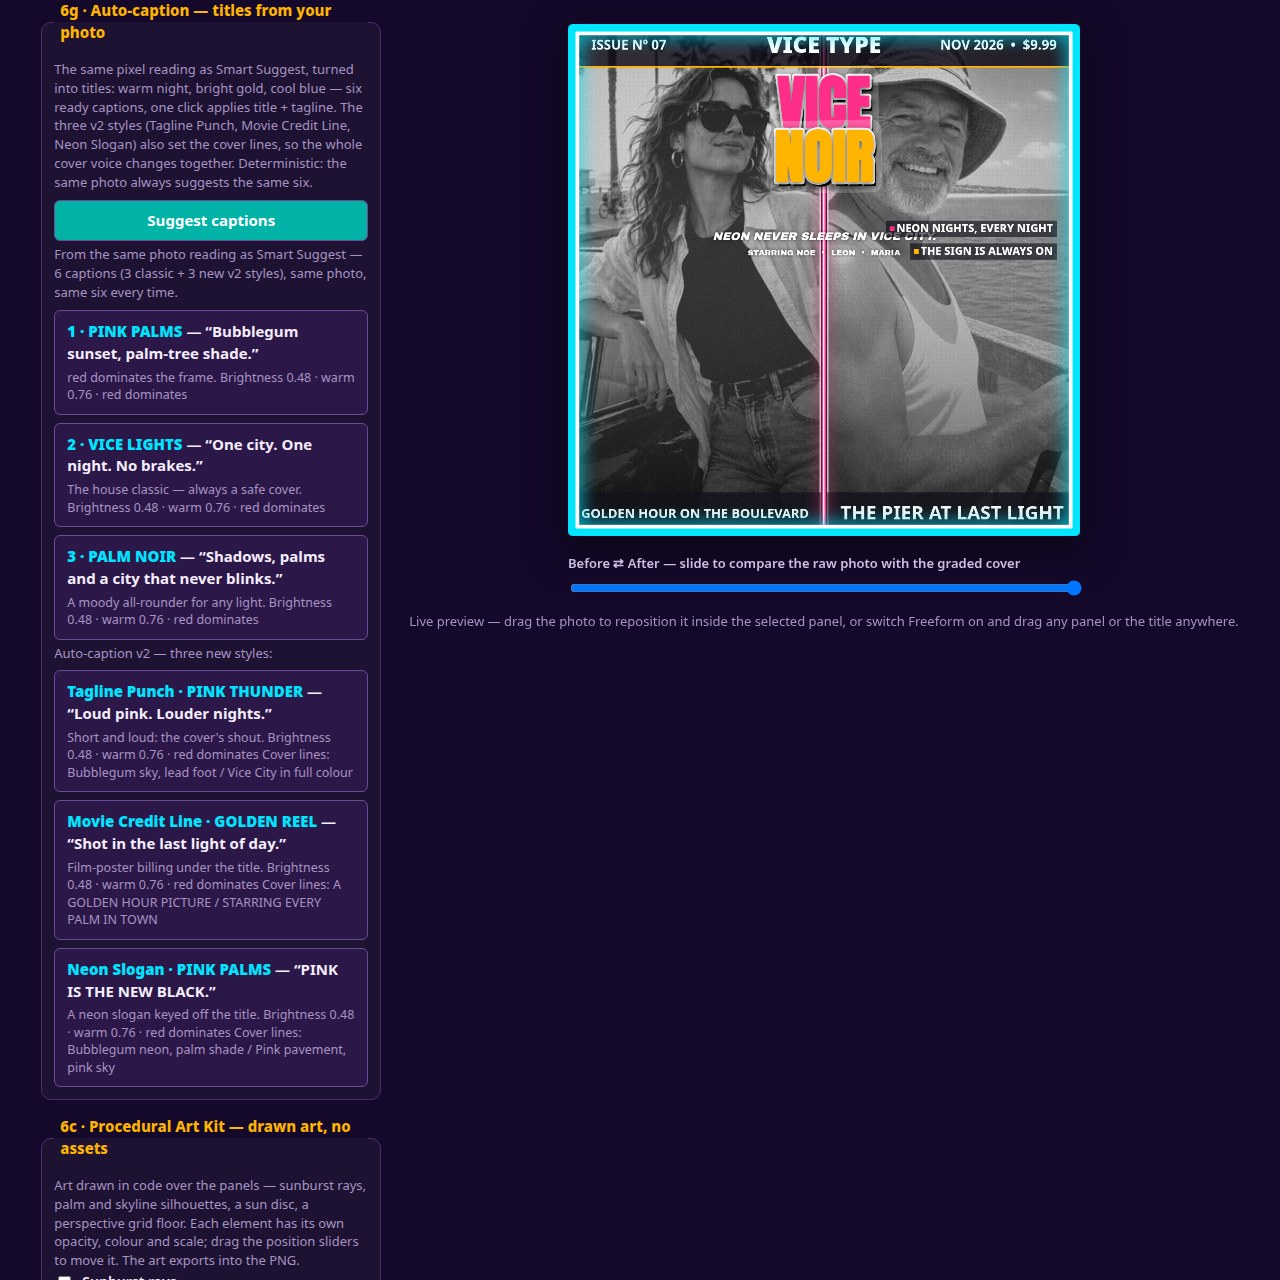 6g · Auto-caption — titles from your
photo
The same pixel reading as Smart Suggest, turned
into titles: warm night, bright gold, cool blue — six
ready captions, one click applies title + tagline. The
three v2 styles (Tagline Punch, Movie Credit Line,
Neon Slogan) also set the cover lines, so the whole
cover voice changes together. Deterministic: the
same photo always suggests the same six.
Suggest captions
From the same photo reading as Smart Suggest —
6 captions (3 classic + 3 new v2 styles), same photo,
same six every time.
1 · PINK PALMS — “Bubblegum
sunset, palm-tree shade.”
red dominates the frame. Brightness 0.48 · warm
0.76 · red dominates
2 · VICE LIGHTS — “One city. One
night. No brakes.”
The house classic — always a safe cover.
Brightness 0.48 · warm 0.76 · red dominates
3 · PALM NOIR — “Shadows, palms
and a city that never blinks.”
A moody all-rounder for any light. Brightness
0.48 · warm 0.76 · red dominates
Auto-caption v2 — three new styles:
Tagline Punch · PINK THUNDER —
“Loud pink. Louder nights.”
Short and loud: the cover's shout. Brightness
0.48 · warm 0.76 · red dominates Cover lines:
Bubblegum sky, lead foot / Vice City in full colour
Movie Credit Line · GOLDEN REEL —
“Shot in the last light of day.”
Film-poster billing under the title. Brightness
0.48 · warm 0.76 · red dominates Cover lines: A
GOLDEN HOUR PICTURE / STARRING EVERY
PALM IN TOWN
Neon Slogan · PINK PALMS — “PINK
IS THE NEW BLACK.”
A neon slogan keyed off the title. Brightness 0.48
· warm 0.76 · red dominates Cover lines:
Bubblegum neon, palm shade / Pink pavement,
pink sky
6c · Procedural Art Kit — drawn art, no
assets
Art drawn in code over the panels — sunburst rays,
palm and skyline silhouettes, a sun disc, a
perspective grid floor. Each element has its own
opacity, colour and scale; drag the position sliders
to move it. The art exports into the PNG.
Sunburst rays
ISSUE Nº 07
VICE TYPE
NOV 2026 • $9.99
VICE
NOIR
NEON NEVER SLEEPS IN VICE CITY.
NEON NIGHTS, EVERY NIGHT
STARRING NOE • LEON • MARIA
THE SIGN IS ALWAYS ON
GOLDEN HOUR ON THE BOULEVARD
THE PIER AT LAST LIGHT
Before ⇄ After — slide to compare the raw photo with the graded cover
Live preview — drag the photo to reposition it inside the selected panel, or switch Freeform on and drag any panel or the title anywhere.